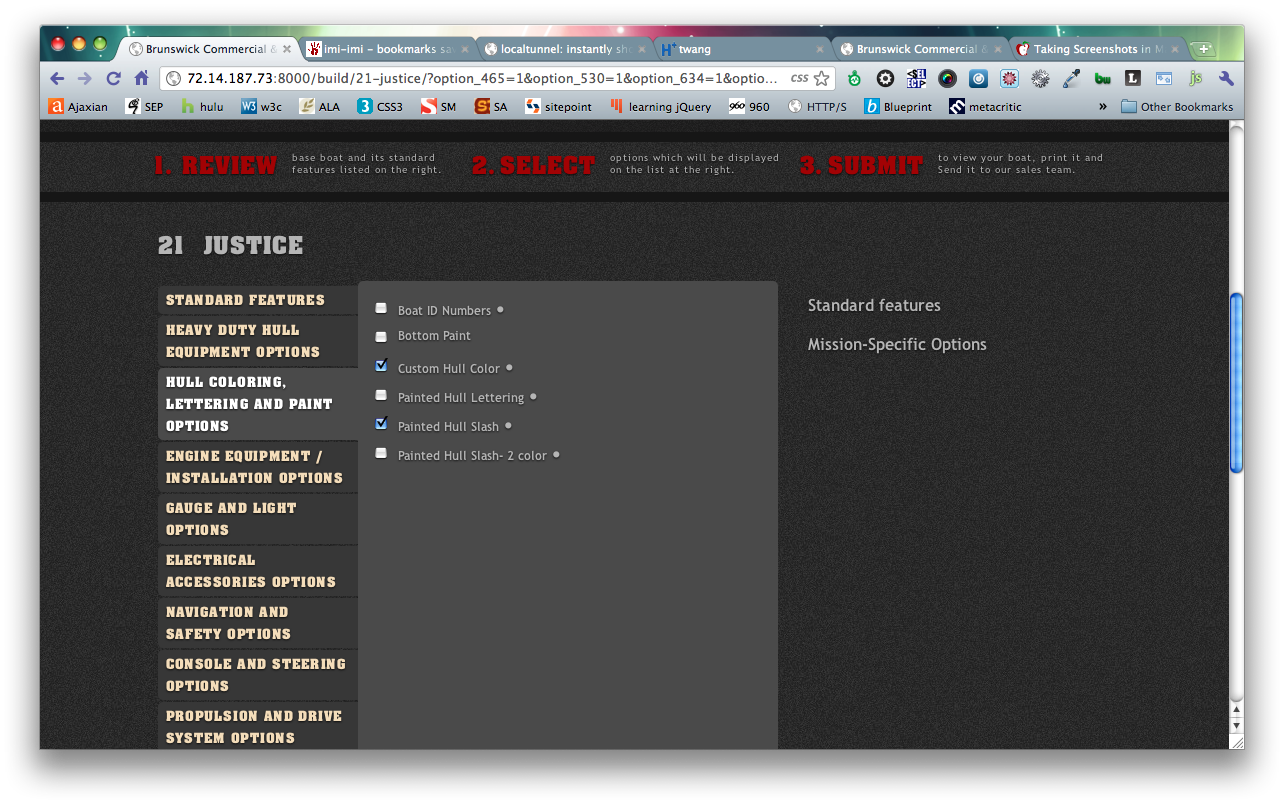 Brunswick Commercial &
imi-imi - bookmarks sav
localtunnel: instantly sho
H+ twang
Brunswick Commercial &
Taking Screenshots in M
72.14.187.73:8000/build/21-justice/?option_465=1&option_530=1&option_634=1&optio...
css
js
Ajaxian
SEP
hulu
w3c
ALA
CSS3
SM
SA
sitepoint
learning jQuery
960
HTTP/S
Blueprint
metacritic
»
Other Bookmarks
1. REVIEW
base boat and its standard
features listed on the right.
2. SELECT
options which will be displayed
on the list at the right.
3. SUBMIT
to view your boat, print it and
Send it to our sales team.
21 JUSTICE
STANDARD FEATURES
HEAVY DUTY HULL
EQUIPMENT OPTIONS
HULL COLORING,
LETTERING AND PAINT
OPTIONS
ENGINE EQUIPMENT /
INSTALLATION OPTIONS
GAUGE AND LIGHT
OPTIONS
ELECTRICAL
ACCESSORIES OPTIONS
NAVIGATION AND
SAFETY OPTIONS
CONSOLE AND STEERING
OPTIONS
PROPULSION AND DRIVE
SYSTEM OPTIONS
Boat ID Numbers
Bottom Paint
Custom Hull Color
Painted Hull Lettering
Painted Hull Slash
Painted Hull Slash- 2 color
Standard features
Mission-Specific Options